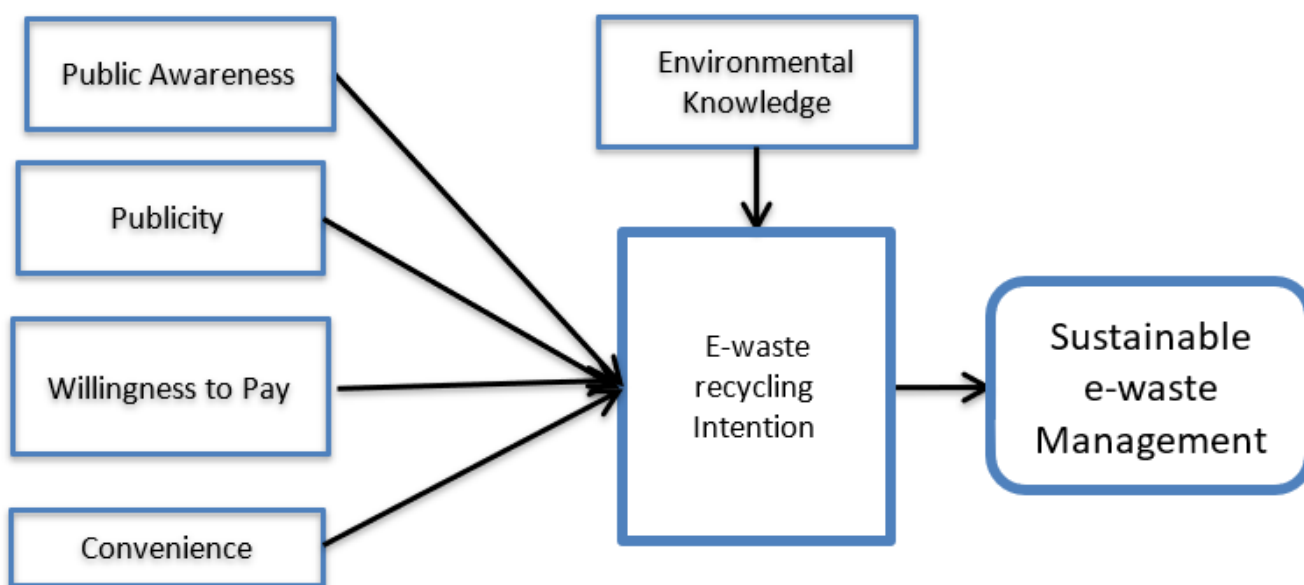 Public Awareness
Environmental
Knowledge
Publicity
Willingness to Pay
E-waste
recycling
Intention
Sustainable
e-waste
Management
Convenience